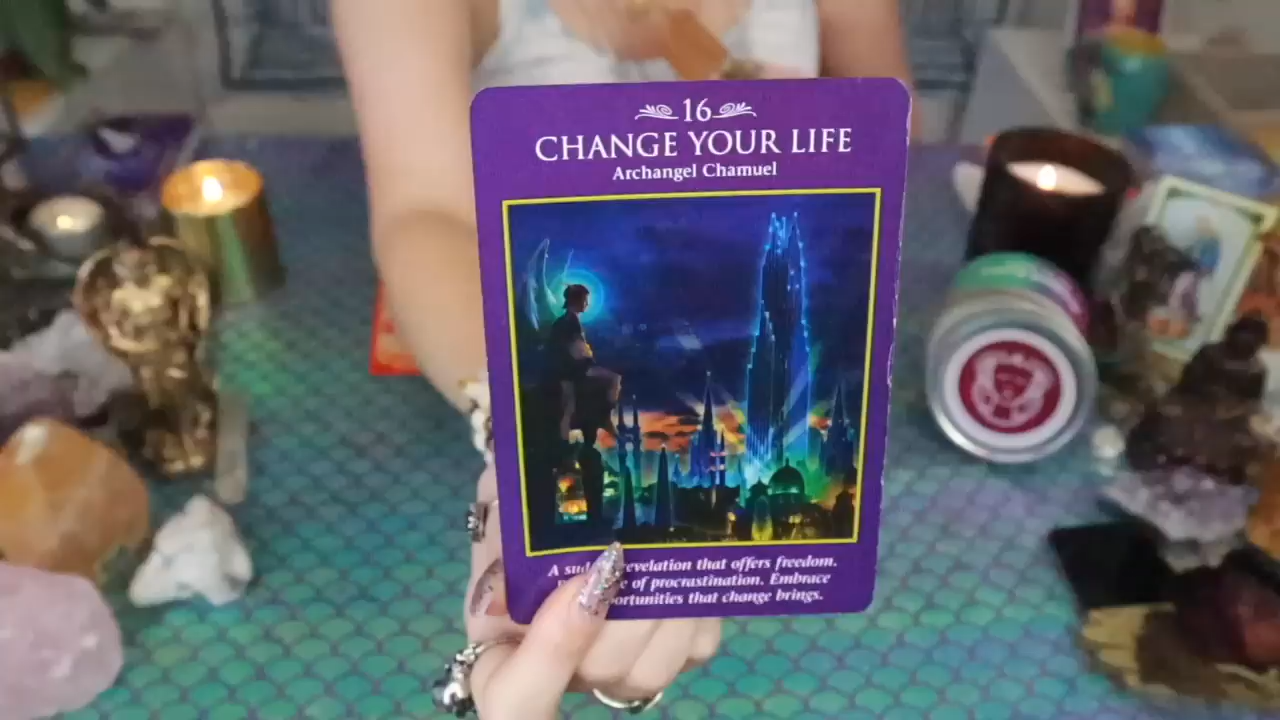 16
CHANGE YOUR LIFE
Archangel Chamuel
A sudden revelation that offers freedom.
of procrastination. Embrace
opportunities that change brings.